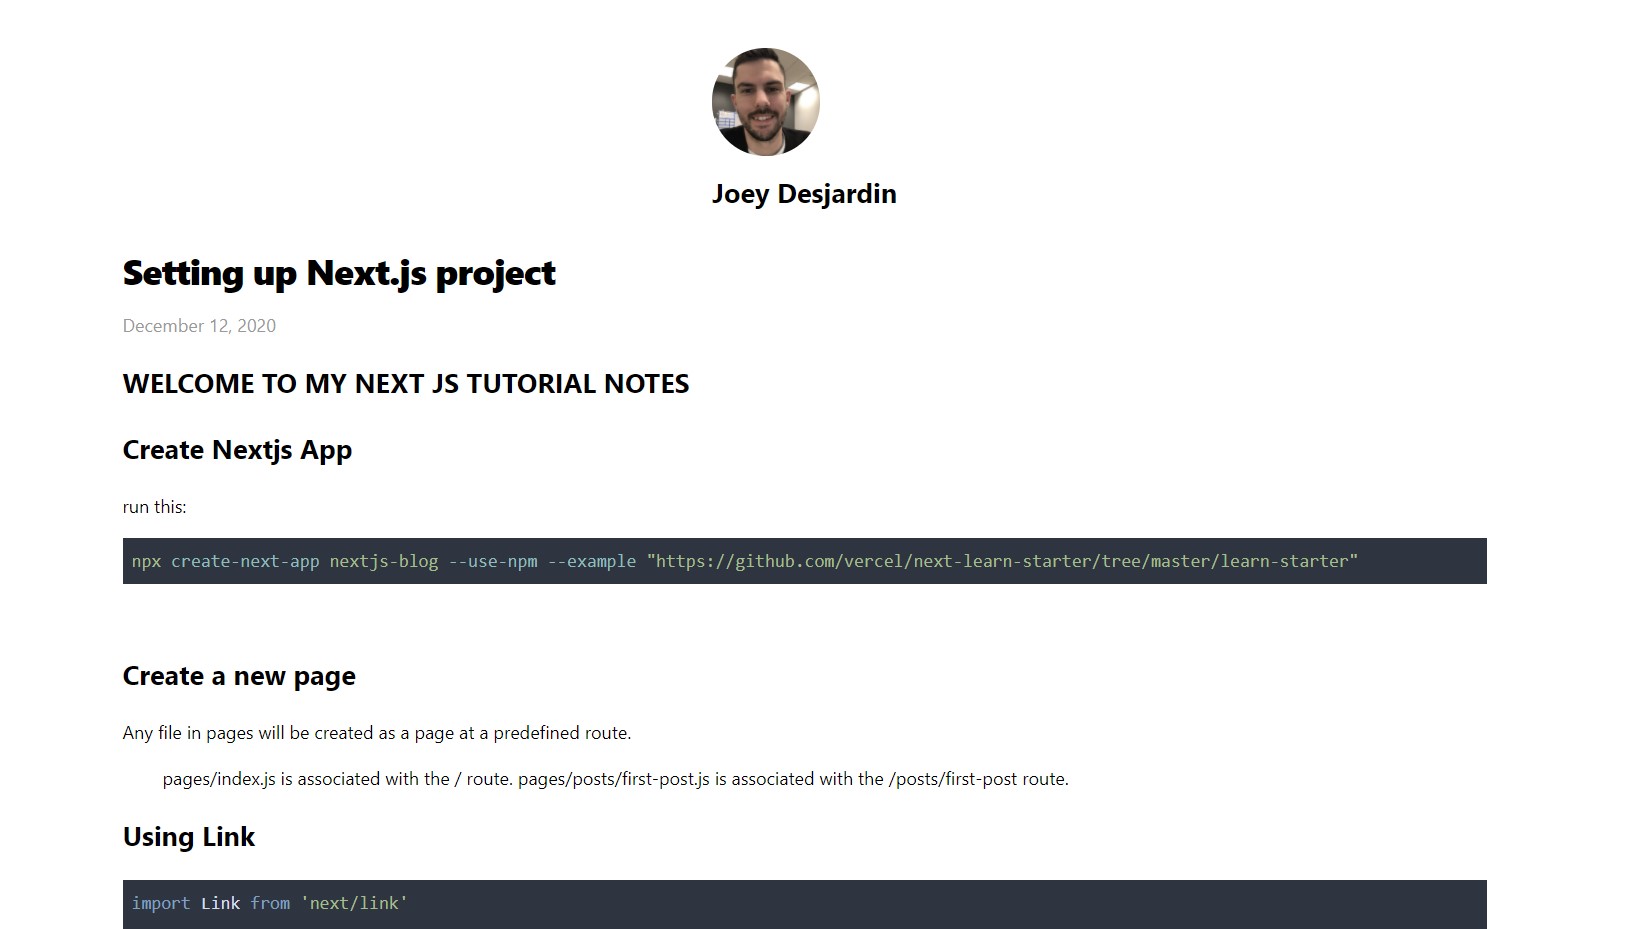 Joey Desjardin
Setting up Next.js project
December 12, 2020
WELCOME TO MY NEXT JS TUTORIAL NOTES
Create Nextjs App
run this:
npx create-next-app nextjs-blog --use-npm --example "https://github.com/vercel/next-learn-starter/tree/master/learn-starter"
Create a new page
Any file in pages will be created as a page at a predefined route.
pages/index.js is associated with the / route. pages/posts/first-post.js is associated with the /posts/first-post route.
Using Link
import Link from 'next/link'